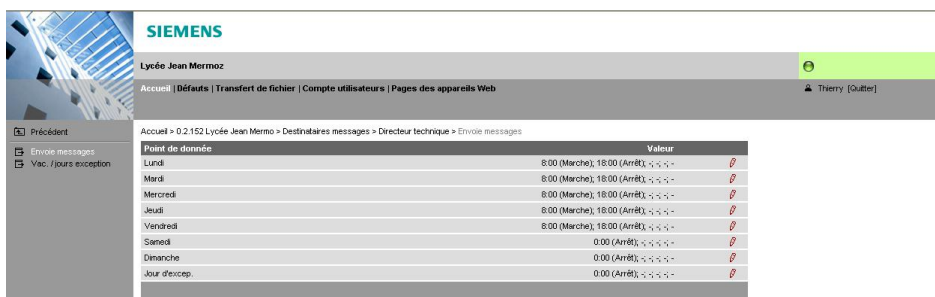 SIEMENS
Lycée Jean Mermoz
Accueil | Défauts | Transfert de fichier | Compte utilisateurs | Pages des appareils Web
Thierry [Quitter]
Précédent
Envoie messages
Vac. / jours exception
Accueil > 0.2.152 Lycée Jean Mermo > Destinataires messages > Directeur technique > Envoie messages
Point de donnée Valeur
Lundi 8:00 (Marche); 18:00 (Arrêt); -; -; -; -
Mardi 8:00 (Marche); 18:00 (Arrêt); -; -; -; -
Mercredi 8:00 (Marche); 18:00 (Arrêt); -; -; -; -
Jeudi 8:00 (Marche); 18:00 (Arrêt); -; -; -; -
Vendredi 8:00 (Marche); 18:00 (Arrêt); -; -; -; -
Samedi 0:00 (Arrêt); -; -; -; -; -
Dimanche 0:00 (Arrêt); -; -; -; -; -
Jour d'excep. 0:00 (Arrêt); -; -; -; -; -